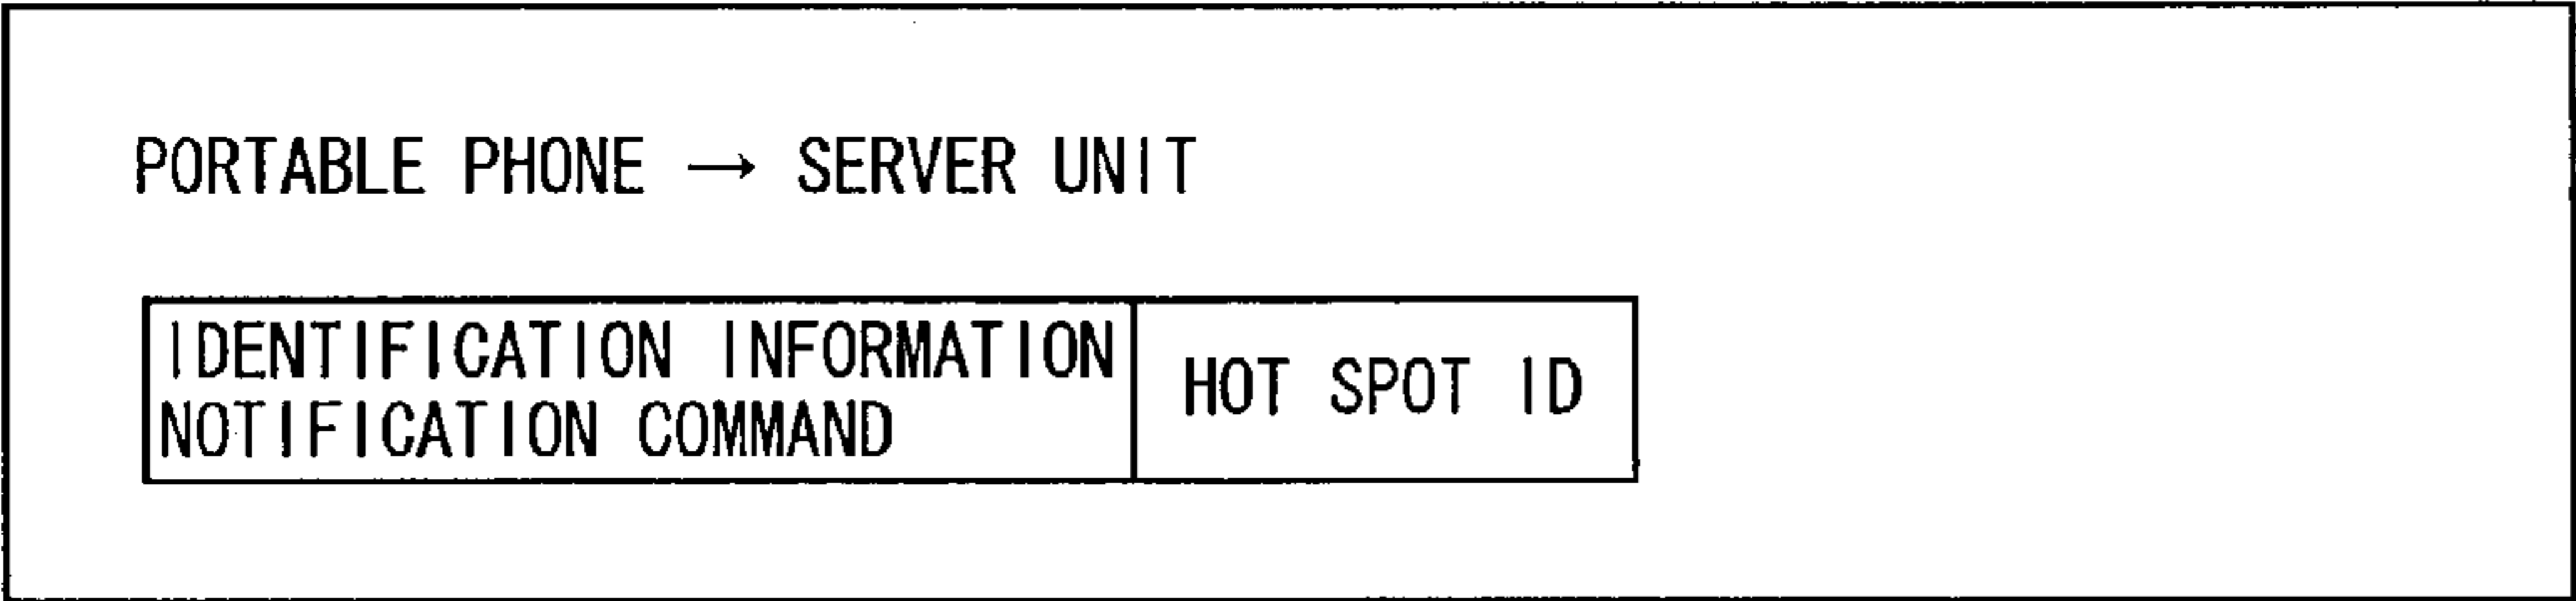 PORTABLE PHONE → SERVER UNIT
IDENTIFICATION INFORMATION
NOTIFICATION COMMAND
HOT SPOT ID